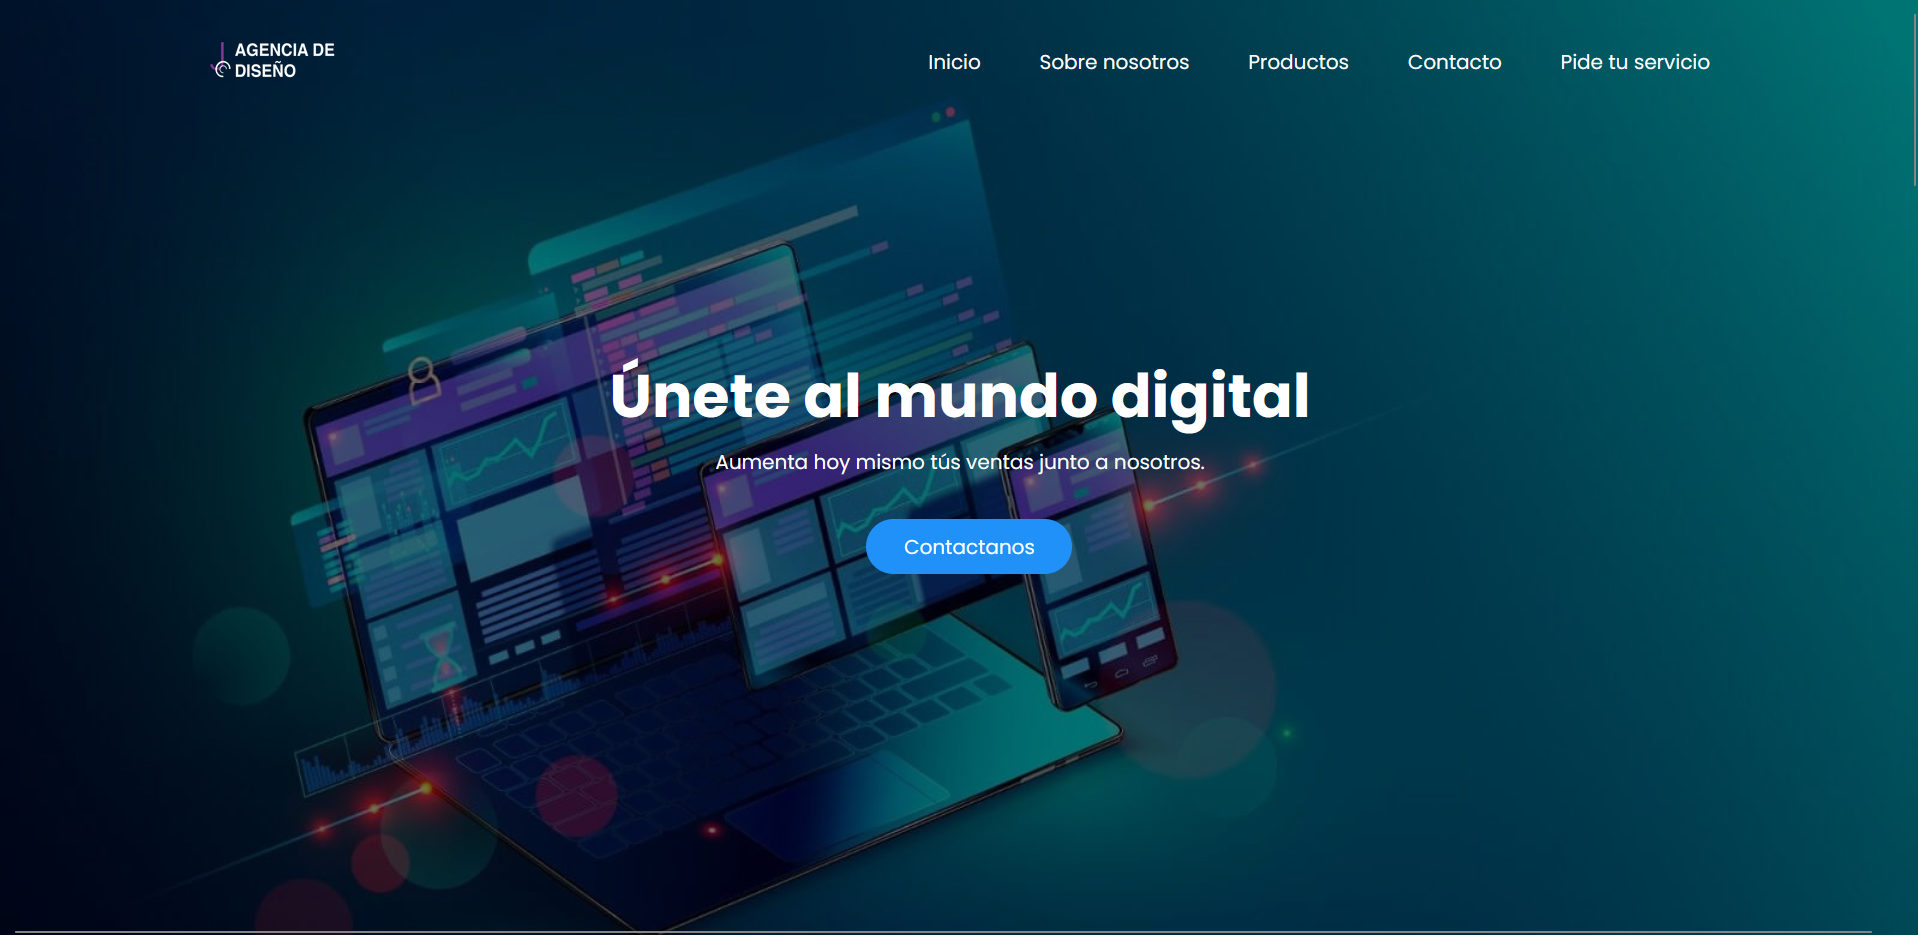 AGENCIA DE
DISEÑO
Inicio
Sobre nosotros
Productos
Contacto
Pide tu servicio
Únete al mundo digital
Aumenta hoy mismo tús ventas junto a nosotros.
Contactanos